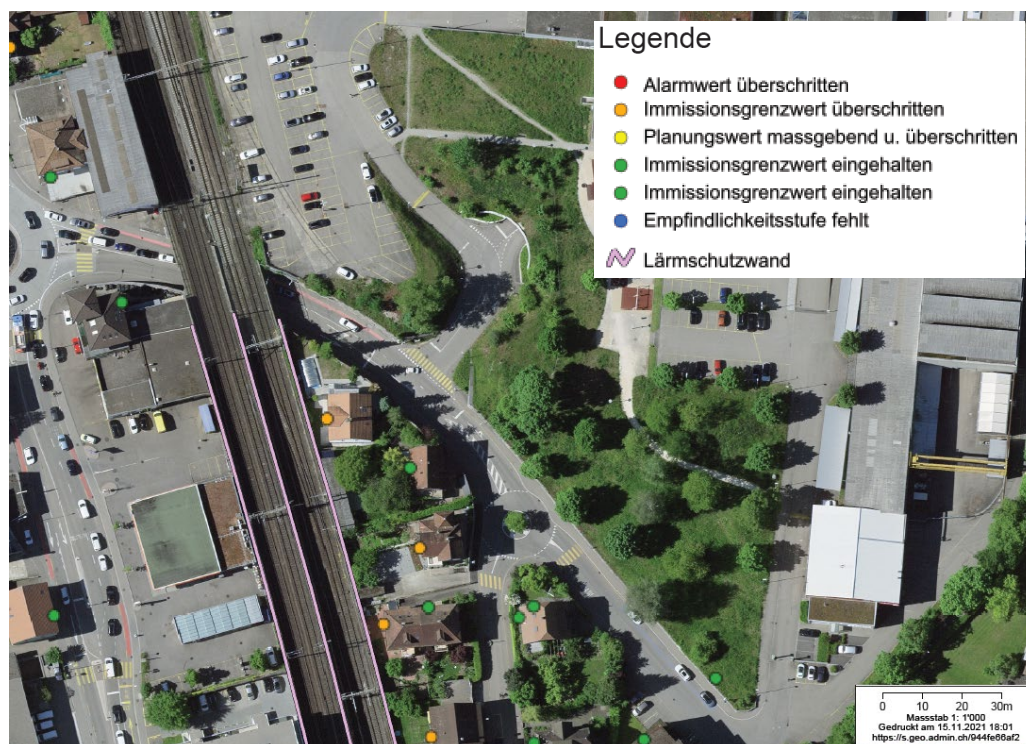 Legende
Alarmwert überschritten
Immissionsgrenzwert überschritten
Planungswert massgebend u. überschritten
Immissionsgrenzwert eingehalten
Immissionsgrenzwert eingehalten
Empfindlichkeitsstufe fehlt
Lärmschutzwand
0 10 20 30m
Massstab 1: 1'000
Gedruckt am 15.11.2021 18:01
https://s.geo.admin.ch/944fe66af2